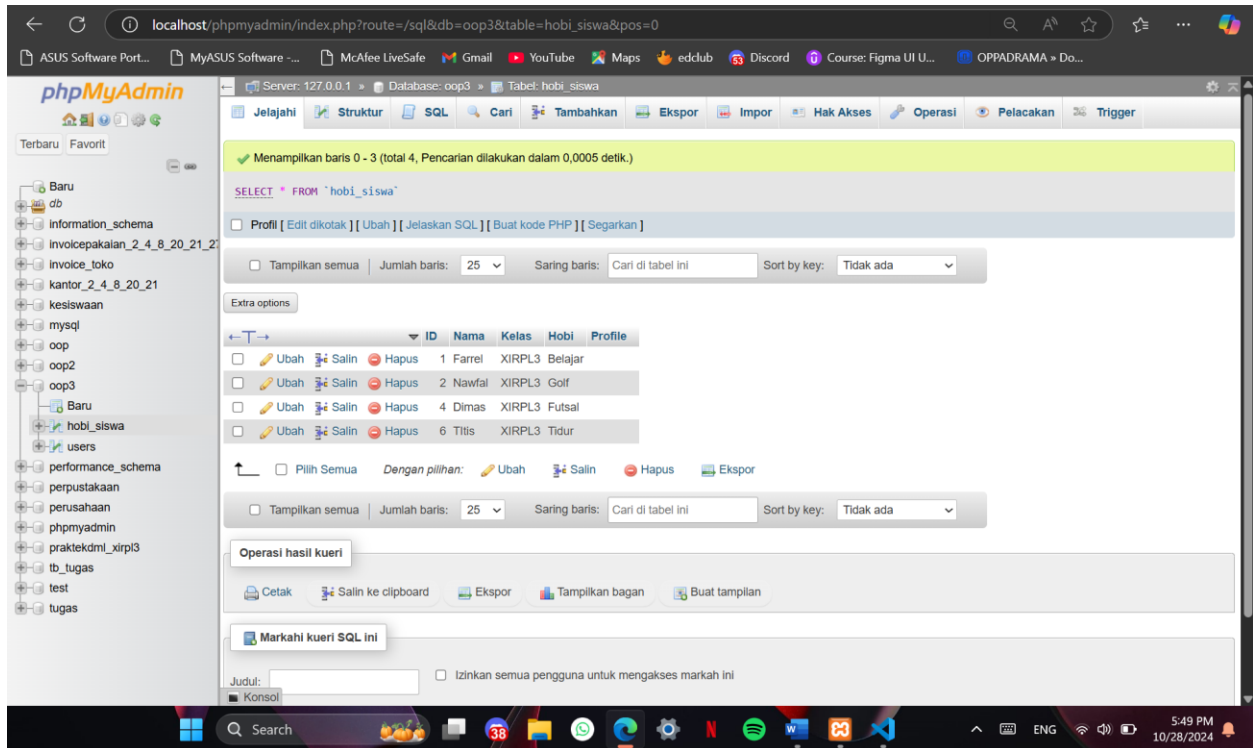 localhost/phpmyadmin/index.php?route=/sql&db=oop3&table=hobi_siswa&pos=0
ASUS Software Port... MyASUS Software -... McAfee LiveSafe Gmail YouTube Maps edclub Discord Course: Figma UI U... OPPADRAMA » Do...
phpMyAdmin
Terbaru Favorit
Baru
db
information_schema
invoicepakaian_2_4_8_20_21_2
invoice_toko
kantor_2_4_8_20_21
kesiswaan
mysql
oop
oop2
oop3
Baru
hobi_siswa
users
performance_schema
perpustakaan
perusahaan
phpmyadmin
praktekdml_xirpl3
tb_tugas
test
tugas
Server: 127.0.0.1 » Database: oop3 » Tabel: hobi_siswa
Jelajahi Struktur SQL Cari Tambahkan Ekspor Impor Hak Akses Operasi Pelacakan Trigger
Menampilkan baris 0 - 3 (total 4, Pencarian dilakukan dalam 0,0005 detik.)
SELECT * FROM `hobi_siswa`
Profil [ Edit dikotak ] [ Ubah ] [ Jelaskan SQL ] [ Buat kode PHP ] [ Segarkan ]
Tampilkan semua Jumlah baris: 25 Saring baris: Cari di tabel ini Sort by key: Tidak ada
Extra options
←T→ ID Nama Kelas Hobi Profile
Ubah Salin Hapus 1 Farrel XIRPL3 Belajar
Ubah Salin Hapus 2 Nawfal XIRPL3 Golf
Ubah Salin Hapus 4 Dimas XIRPL3 Futsal
Ubah Salin Hapus 6 TItis XIRPL3 Tidur
Pilih Semua Dengan pilihan: Ubah Salin Hapus Ekspor
Tampilkan semua Jumlah baris: 25 Saring baris: Cari di tabel ini Sort by key: Tidak ada
Operasi hasil kueri
Cetak Salin ke clipboard Ekspor Tampilkan bagan Buat tampilan
Markahi kueri SQL ini
Judul: Izinkan semua pengguna untuk mengakses markah ini
Konsol
Search 38 ENG 5:49 PM
10/28/2024